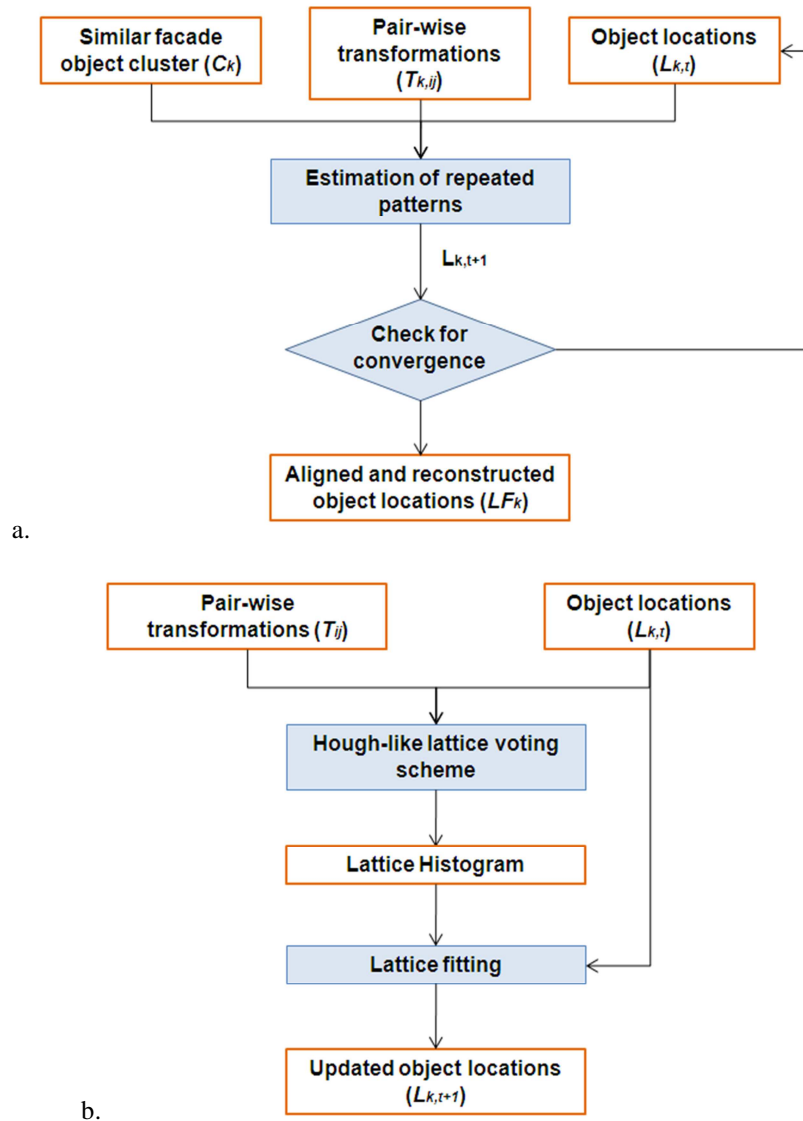 Similar facade
object cluster (Ck)
Pair-wise
transformations
(Tk,ij)
Object locations
(Lk,t)
Estimation of repeated
patterns
Lk,t+1
Check for
convergence
Aligned and reconstructed
object locations (LFk)
a.
Pair-wise
transformations (Tij)
Object locations
(Lk,t)
Hough-like lattice voting
scheme
Lattice Histogram
Lattice fitting
Updated object locations
(Lk,t+1)
b.